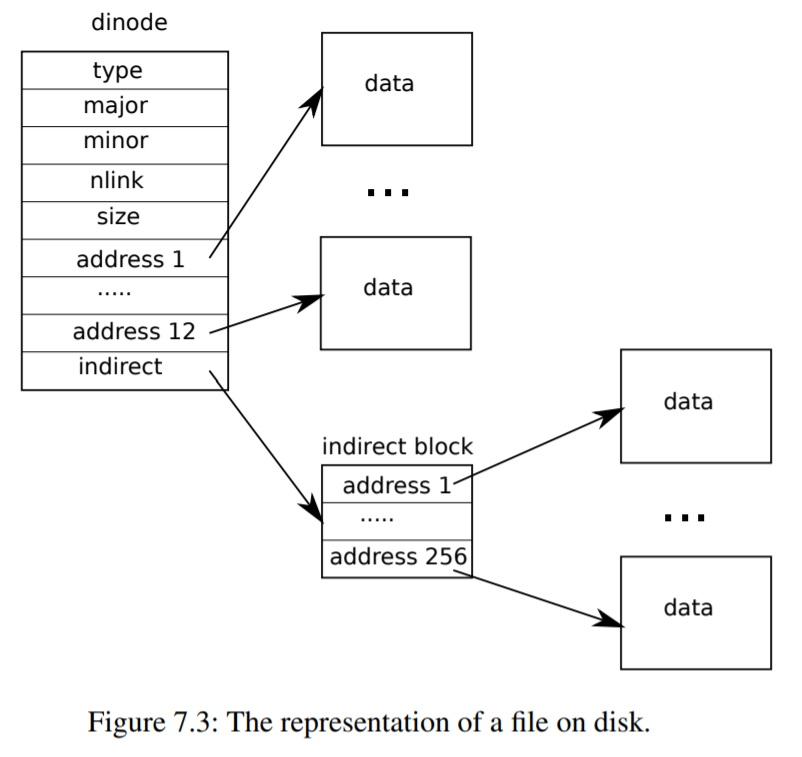 dinode
type
major
minor
nlink
size
address 1
.....
address 12
indirect
data
...
data
indirect block
address 1
.....
address 256
data
...
data
Figure 7.3: The representation of a file on disk.